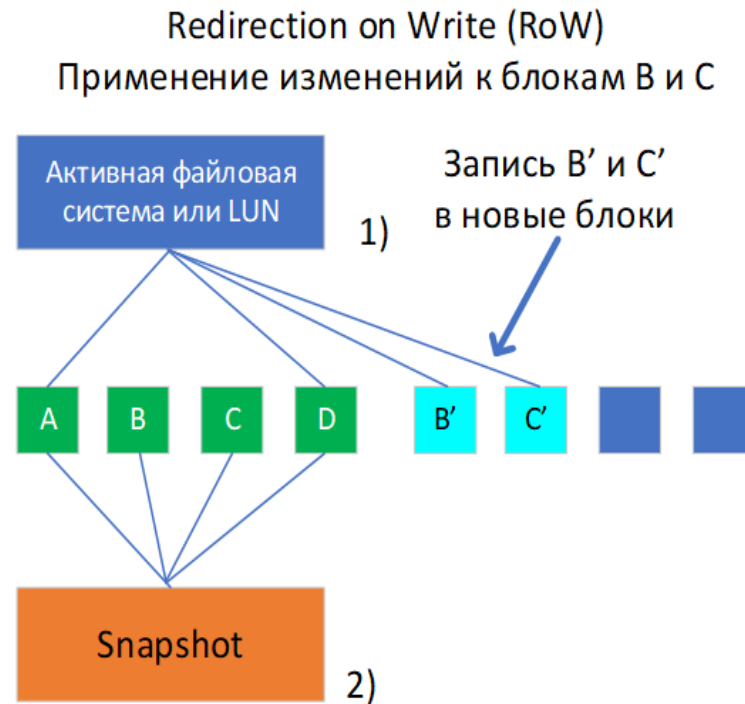 Redirection on Write (RoW)
Применение изменений к блокам B и C
Активная файловая
система или LUN
1)
Запись B’ и C’
в новые блоки
A
B
C
D
B’
C’
Snapshot
2)